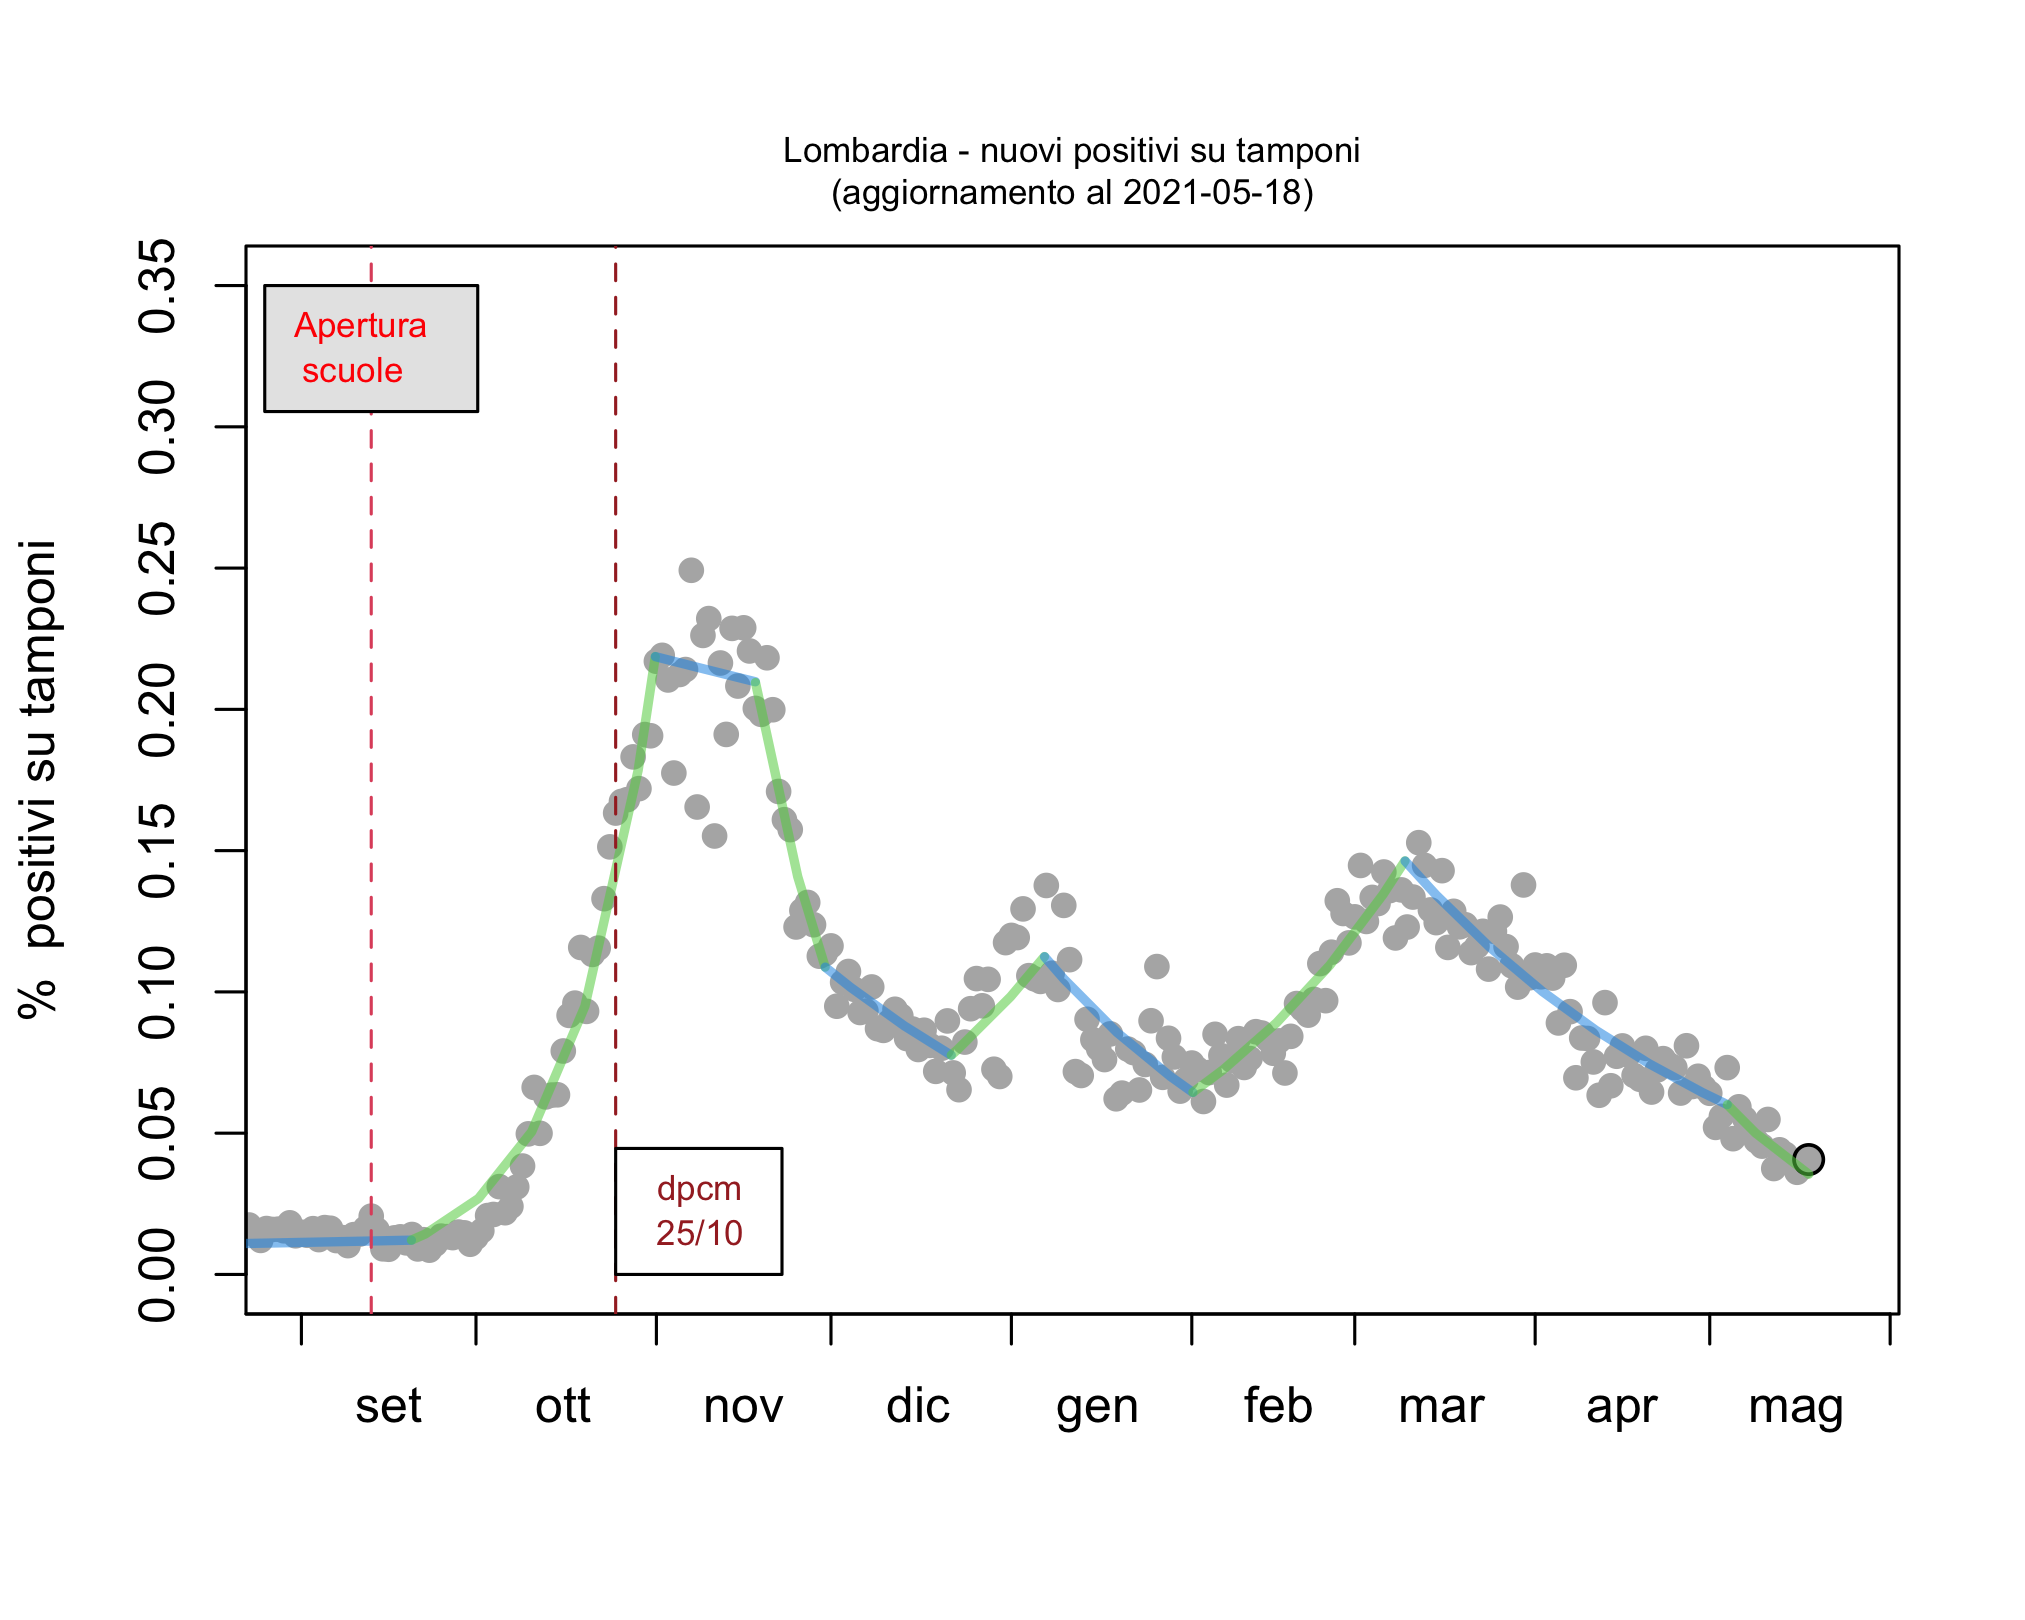 Lombardia - nuovi positivi su tamponi
(aggiornamento al 2021-05-18)
% positivi su tamponi
0.35
0.30
0.25
0.20
0.15
0.10
0.05
0.00
Apertura
scuole
dpcm
25/10
set ott nov dic gen feb mar apr mag